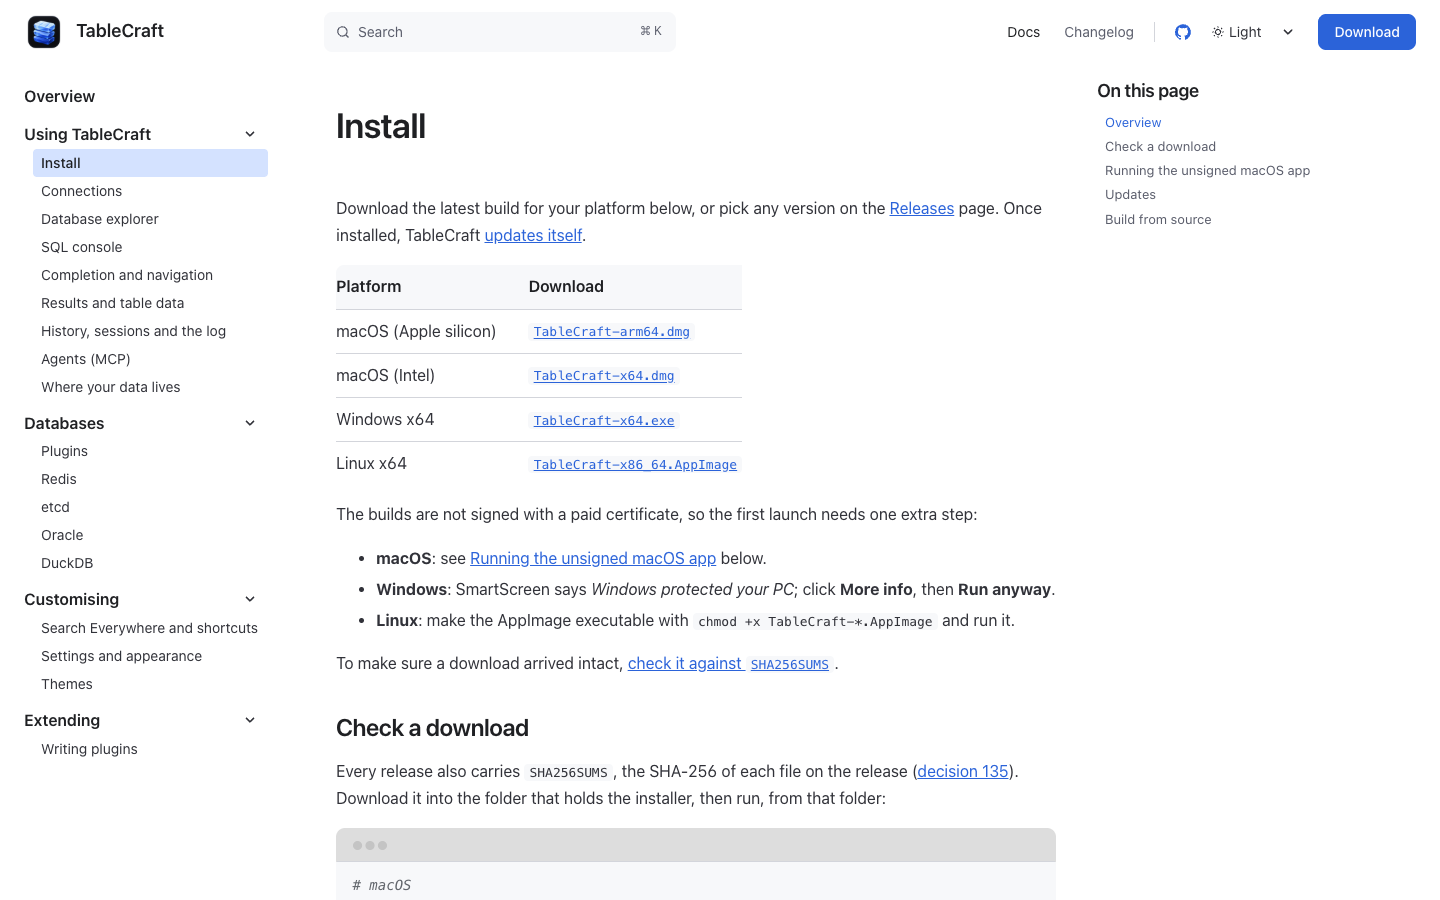 TableCraft
Search
⌘ K
Docs
Changelog
Light
Download
Overview
Using TableCraft
Install
Connections
Database explorer
SQL console
Completion and navigation
Results and table data
History, sessions and the log
Agents (MCP)
Where your data lives
Databases
Plugins
Redis
etcd
Oracle
DuckDB
Customising
Search Everywhere and shortcuts
Settings and appearance
Themes
Extending
Writing plugins
Install
Download the latest build for your platform below, or pick any version on the Releases page. Once
installed, TableCraft updates itself.
Platform Download
macOS (Apple silicon) TableCraft-arm64.dmg
macOS (Intel) TableCraft-x64.dmg
Windows x64 TableCraft-x64.exe
Linux x64 TableCraft-x86_64.AppImage
The builds are not signed with a paid certificate, so the first launch needs one extra step:
• macOS: see Running the unsigned macOS app below.
• Windows: SmartScreen says Windows protected your PC; click More info, then Run anyway.
• Linux: make the AppImage executable with chmod +x TableCraft-*.AppImage and run it.
To make sure a download arrived intact, check it against SHA256SUMS.
Check a download
Every release also carries SHA256SUMS, the SHA-256 of each file on the release (decision 135).
Download it into the folder that holds the installer, then run, from that folder:
# macOS
On this page
Overview
Check a download
Running the unsigned macOS app
Updates
Build from source